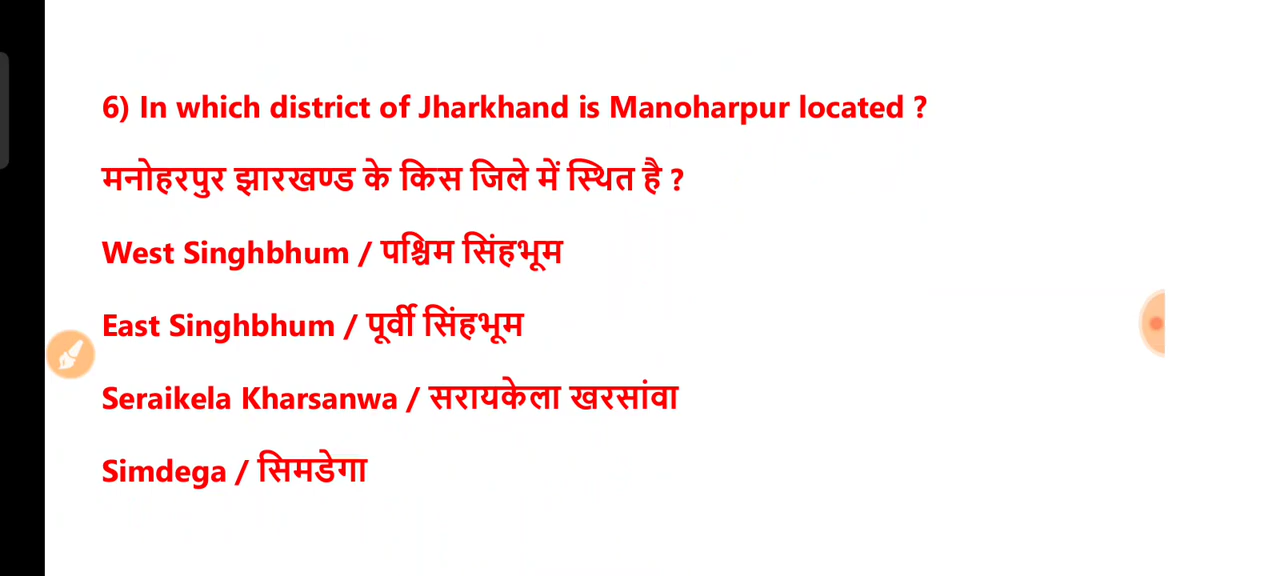 6) In which district of Jharkhand is Manoharpur located ?
मनोहरपुर झारखण्ड के किस जिले में स्थित है ?
West Singhbhum / पश्चिम सिंहभूम
East Singhbhum / पूर्वी सिंहभूम
Seraikela Kharsanwa / सरायकेला खरसांवा
Simdega / सिमडेगा